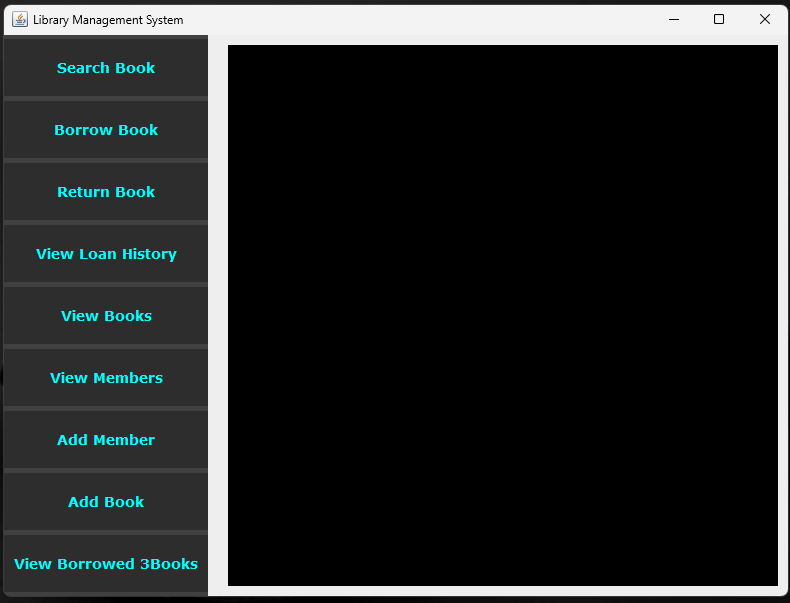 Library Management System
Search Book
Borrow Book
Return Book
View Loan History
View Books
View Members
Add Member
Add Book
View Borrowed 3Books